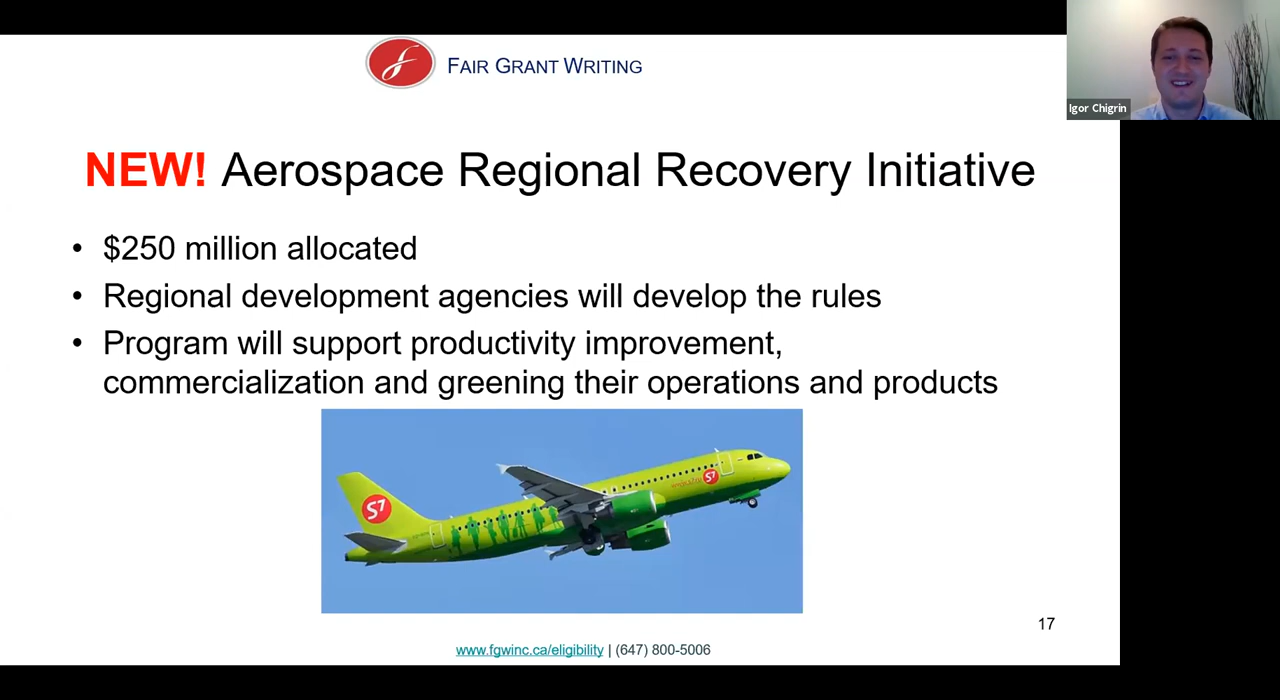 FAIR GRANT WRITING
Igor Chigrin
NEW! Aerospace Regional Recovery Initiative
• $250 million allocated
• Regional development agencies will develop the rules
• Program will support productivity improvement,
commercialization and greening their operations and products
S7
S7
17
www.fgwinc.ca/eligibility | (647) 800-5006